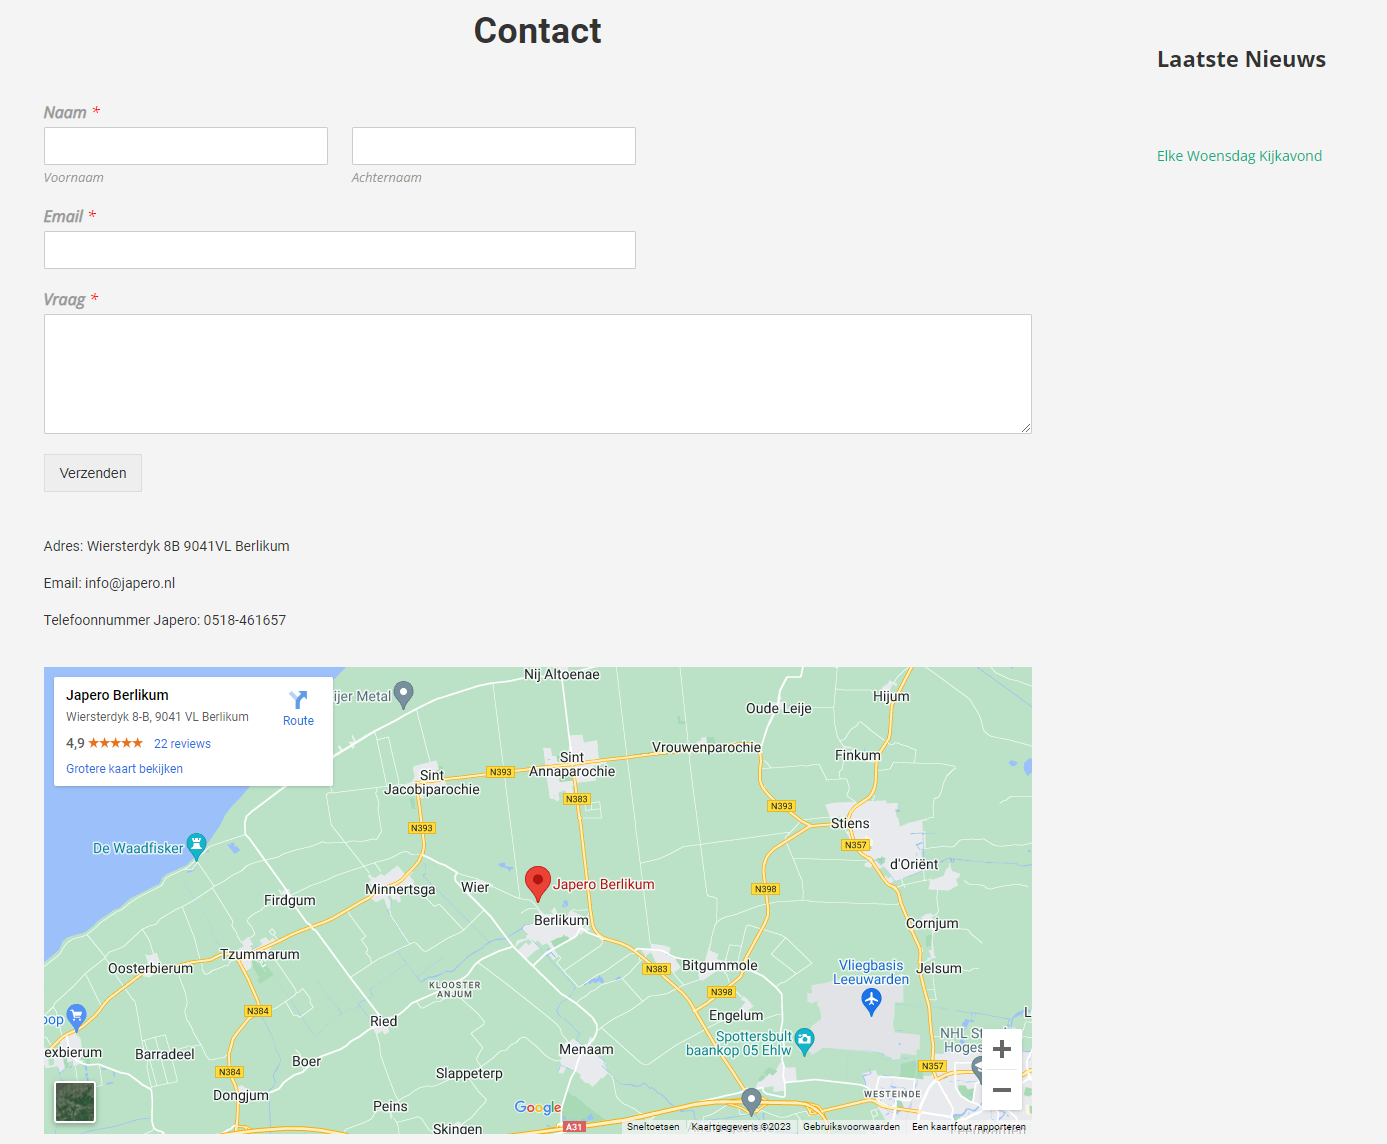 Contact
Laatste Nieuws
Naam *
Voornaam
Achternaam
Elke Woensdag Kijkavond
Email *
Vraag *
Verzenden
Adres: Wiersterdyk 8B 9041VL Berlikum
Email: info@japero.nl
Telefoonnummer Japero: 0518-461657
Japero Berlikum
Wiersterdyk 8-B, 9041 VL Berlikum
Route
4,9
22 reviews
Grotere kaart bekijken
Metal
Nij Altoenae
Oude Leije
Hijum
Vrouwenparochie
Finkum
Sint
Annaparochie
Sint
Jacobiparochie
N393
N383
N393
N393
Stiens
N357
De Waadfisker
d'Oriënt
Minnertsga
Wier
Japero Berlikum
N398
Firdgum
Berlikum
Cornjum
Tzummarum
Oosterbierum
N383
Bitgummole
Vliegbasis
Leeuwarden
Jelsum
KLOOSTER
ANJUM
N398
N384
Ried
Engelum
Spottersbult
baankop 05 Ehlw
NHL
exbierum
Barradeel
Boer
Menaam
N384
Slappeterp
N357
Dongjum
Peins
WESTEINDE
Google
A31
Skingen
Sneltoetsen
Kaartgegevens ©2023
Gebruiksvoorwaarden
Een kaartfout rapporteren